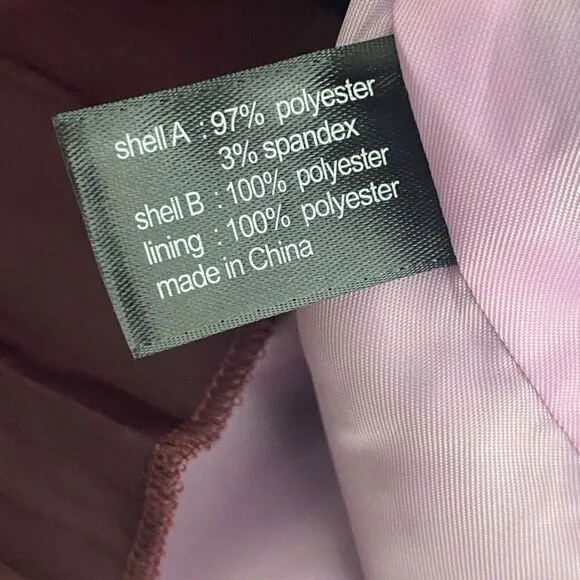 shell A : 97% polyester
3% spandex
shell B : 100% polyester
lining : 100% polyester
made in China